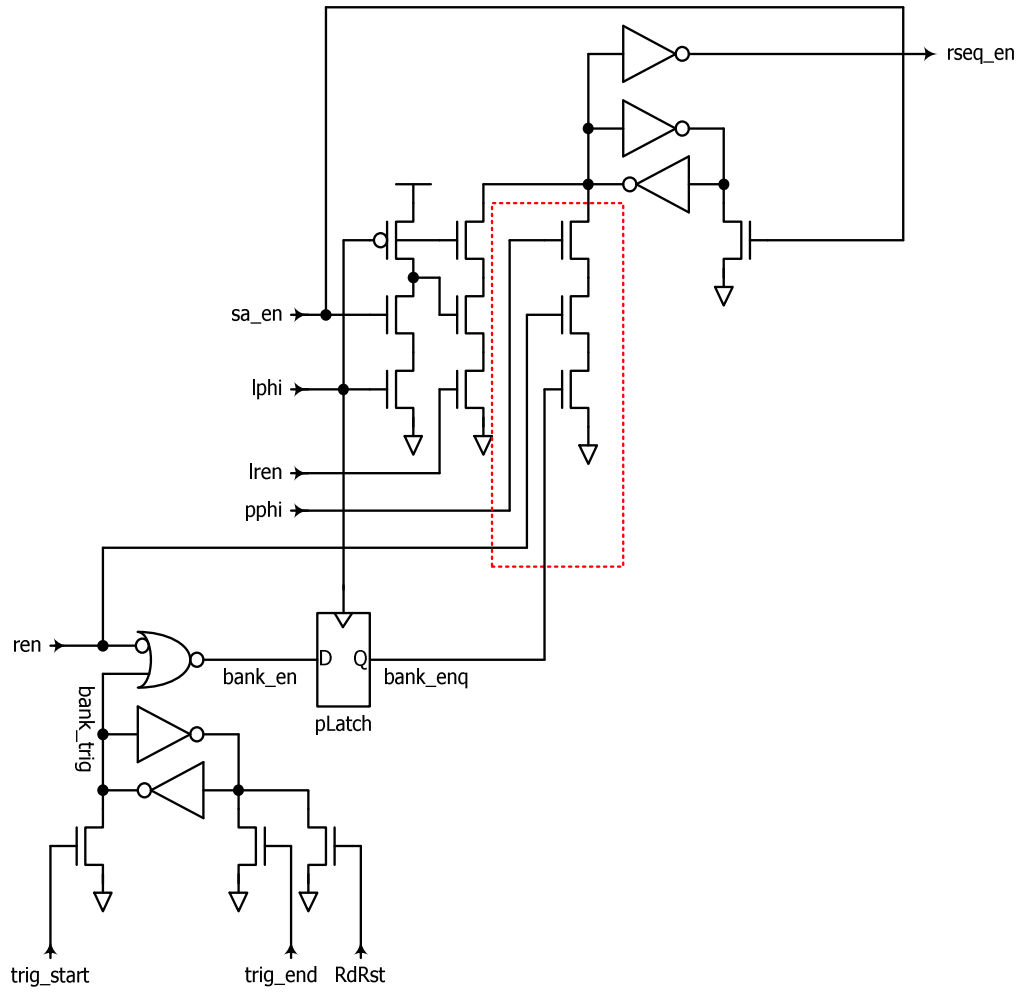 rseq_en
sa_en
lphi
lren
pphi
ren
bank_en
D
Q
bank_enq
pLatch
bank_trig
trig_start
trig_end
RdRst